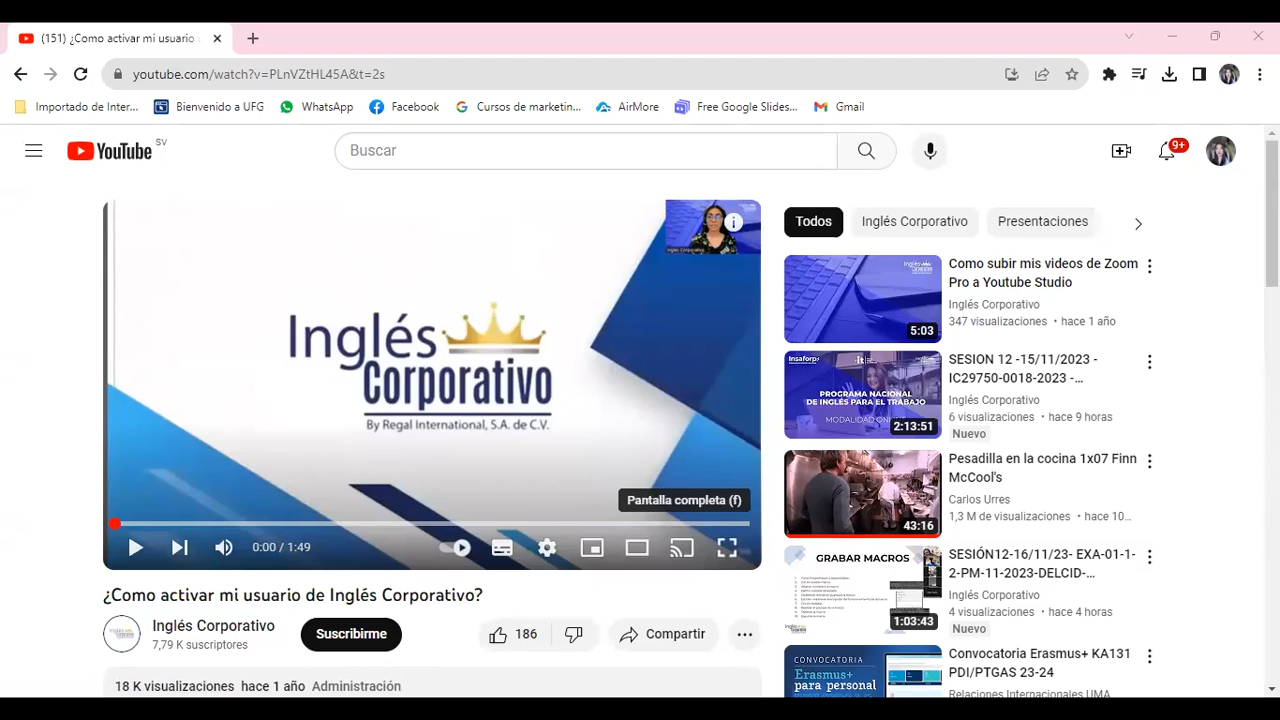 (151) ¿Como activar mi usuario
youtube.com/watch?v=PLnVZtHL45A&t=2s
Importado de Inter...
Bienvenido a UFG
WhatsApp
Facebook
Cursos de marketin...
AirMore
Free Google Slides...
Gmail
YouTube SV
Buscar
9+
Inglés
Corporativo
By Regal International, S.A. de C.V.
Pantalla completa (f)
0:00 / 1:49
¿Como activar mi usuario de Inglés Corporativo?
Inglés Corporativo
7,79 K suscriptores
Suscribirme
186
Compartir
18 K visualizaciones hace 1 año Administración
Todos
Inglés Corporativo
Presentaciones
5:03
Como subir mis videos de Zoom
Pro a Youtube Studio
Inglés Corporativo
347 visualizaciones • hace 1 año
Insaforp
PROGRAMA NACIONAL
DE INGLÉS PARA EL TRABAJO
MODALIDAD ONLINE
2:13:51
SESION 12 -15/11/2023 -
IC29750-0018-2023 -...
Inglés Corporativo
6 visualizaciones • hace 9 horas
Nuevo
43:16
Pesadilla en la cocina 1x07 Finn
McCool's
Carlos Urres
1,3 M de visualizaciones • hace 10...
GRABAR MACROS
1:03:43
SESIÓN12-16/11/23- EXA-01-1-
2-PM-11-2023-DELCID-...
Inglés Corporativo
4 visualizaciones • hace 4 horas
Nuevo
CONVOCATORIA
Erasmus+
para personal
Convocatoria Erasmus+ KA131
PDI/PTGAS 23-24
Relaciones Internacionales UMA